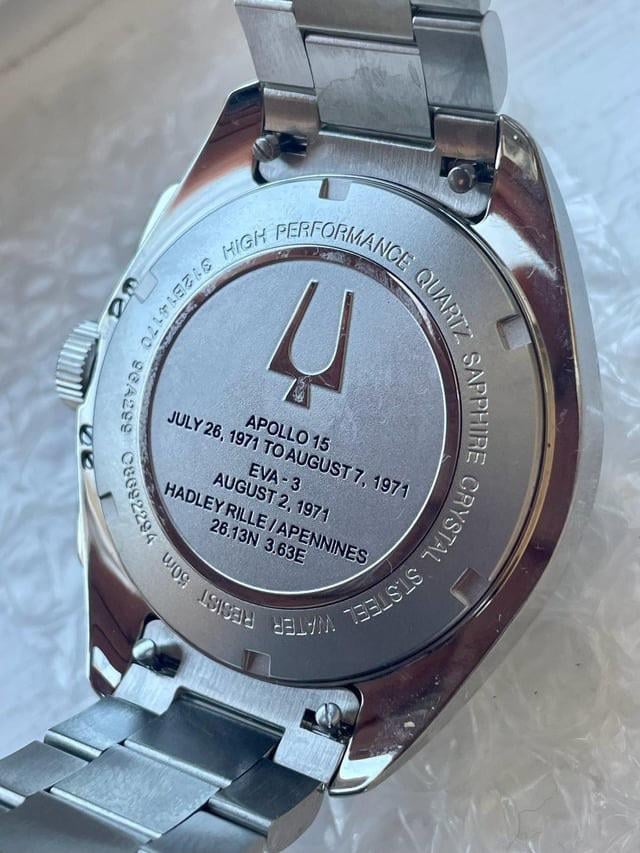 APOLLO 15
JULY 26, 1971 TO AUGUST 7, 1971
EVA - 3
AUGUST 2, 1971
HADLEY RILLE / APENNINES
26.13N 3.63E
HIGH PERFORMANCE QUARTZ SAPPHIRE CRYSTAL ST.STEEL WATER RESIST 50m 96A299